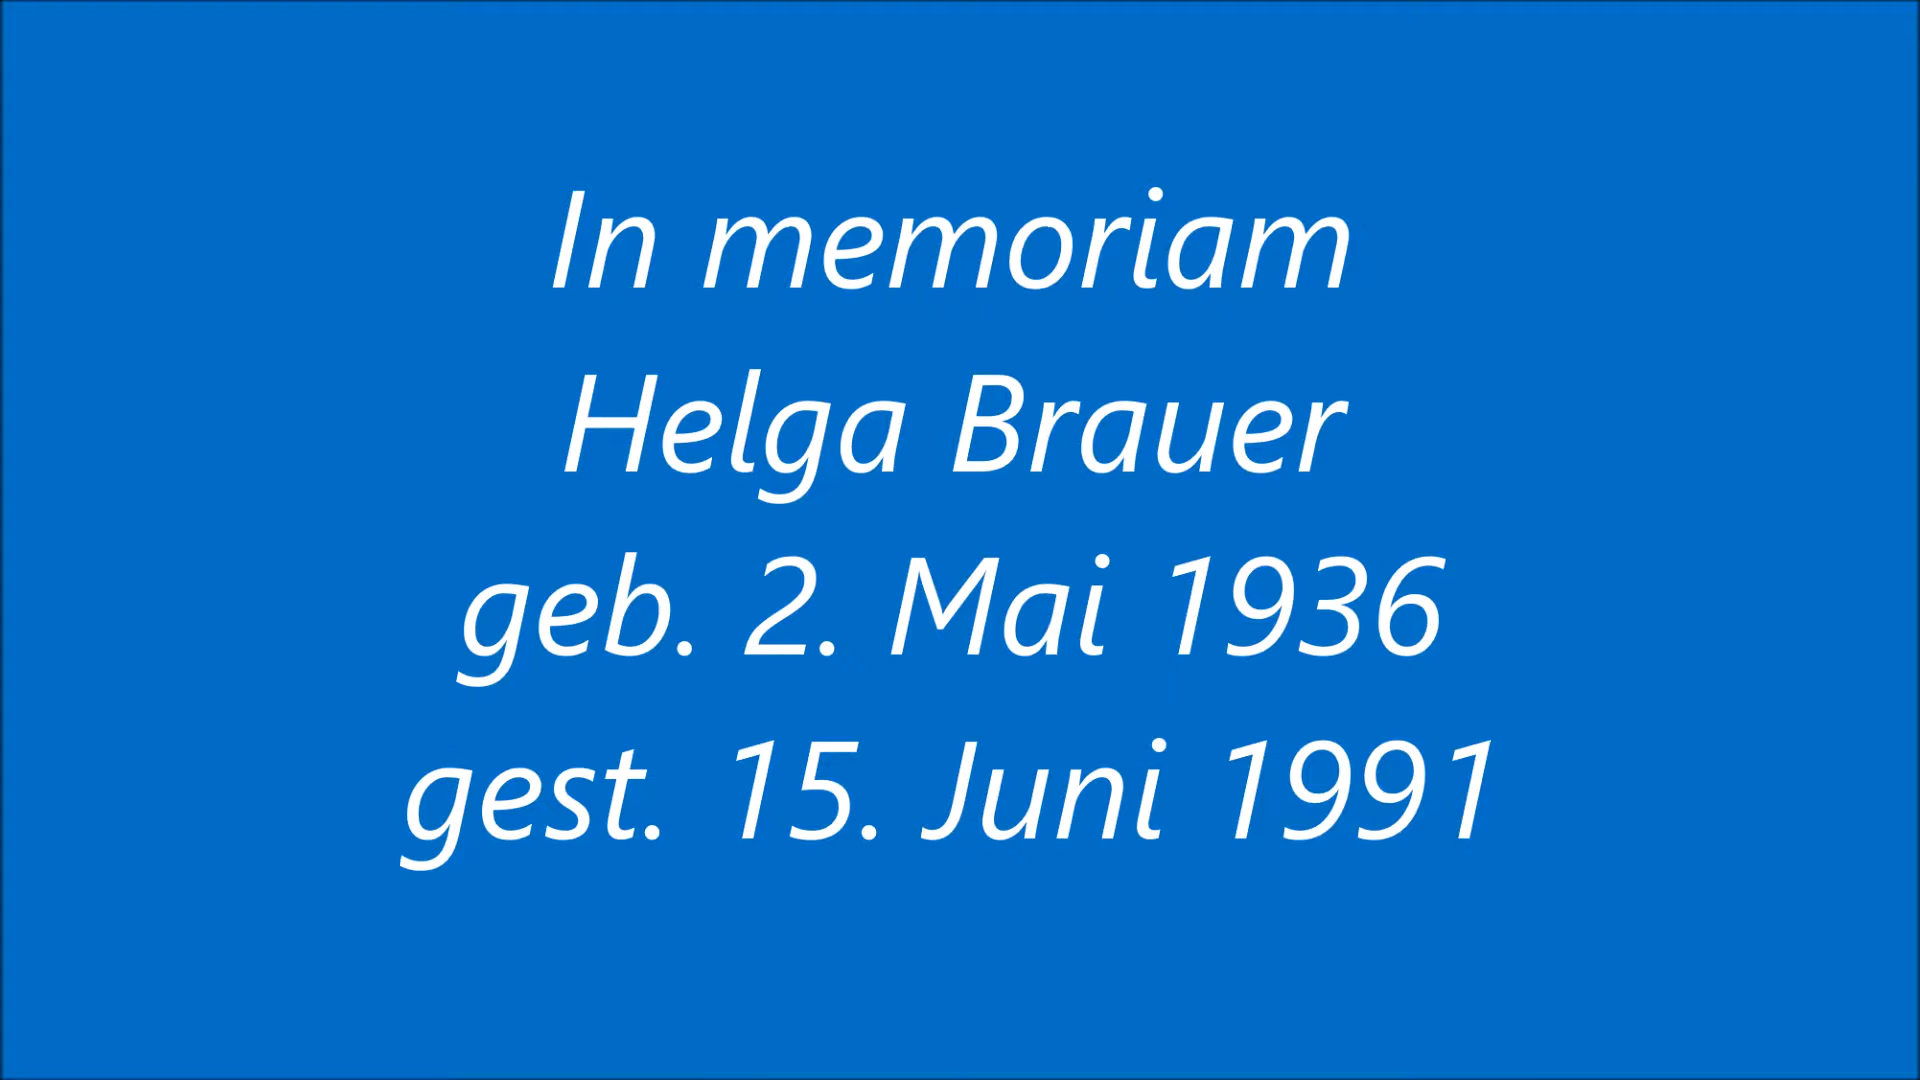 In memoriam
Helga Brauer
geb. 2. Mai 1936
gest. 15. Juni 1991